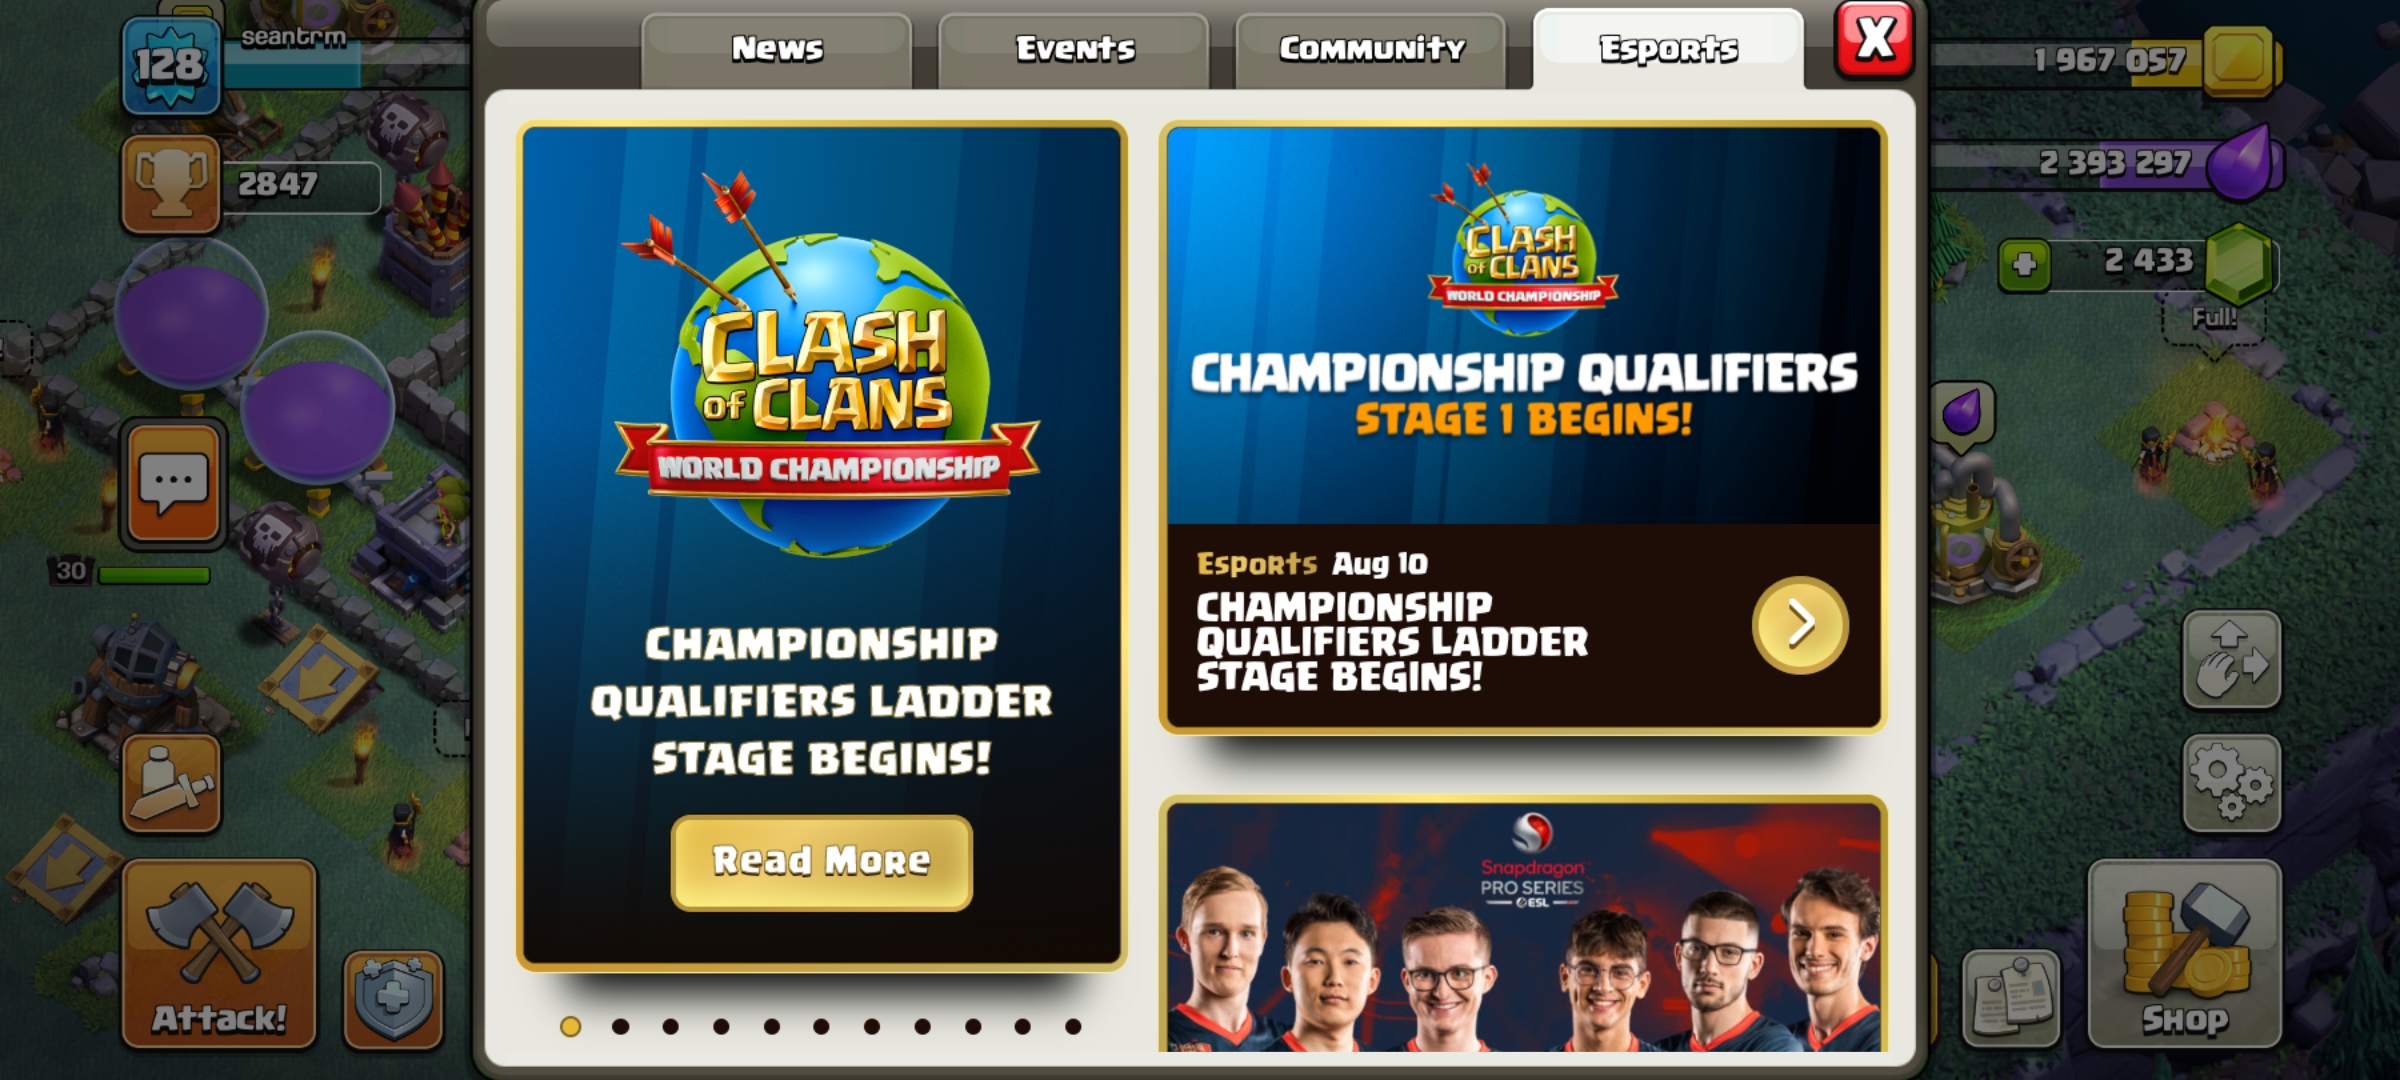 News
Events
Community
Esports
X
128
seantrm
2847
30
Attack!
1 967 057
2 393 297
2 433
Full!
Shop
CLASH
OF CLANS
WORLD CHAMPIONSHIP
CHAMPIONSHIP
QUALIFIERS LADDER
STAGE BEGINS!
Read More
CLASH
OF CLANS
WORLD CHAMPIONSHIP
CHAMPIONSHIP QUALIFIERS
STAGE 1 BEGINS!
Esports Aug 10
CHAMPIONSHIP
QUALIFIERS LADDER
STAGE BEGINS!
Snapdragon
PRO SERIES
ESL